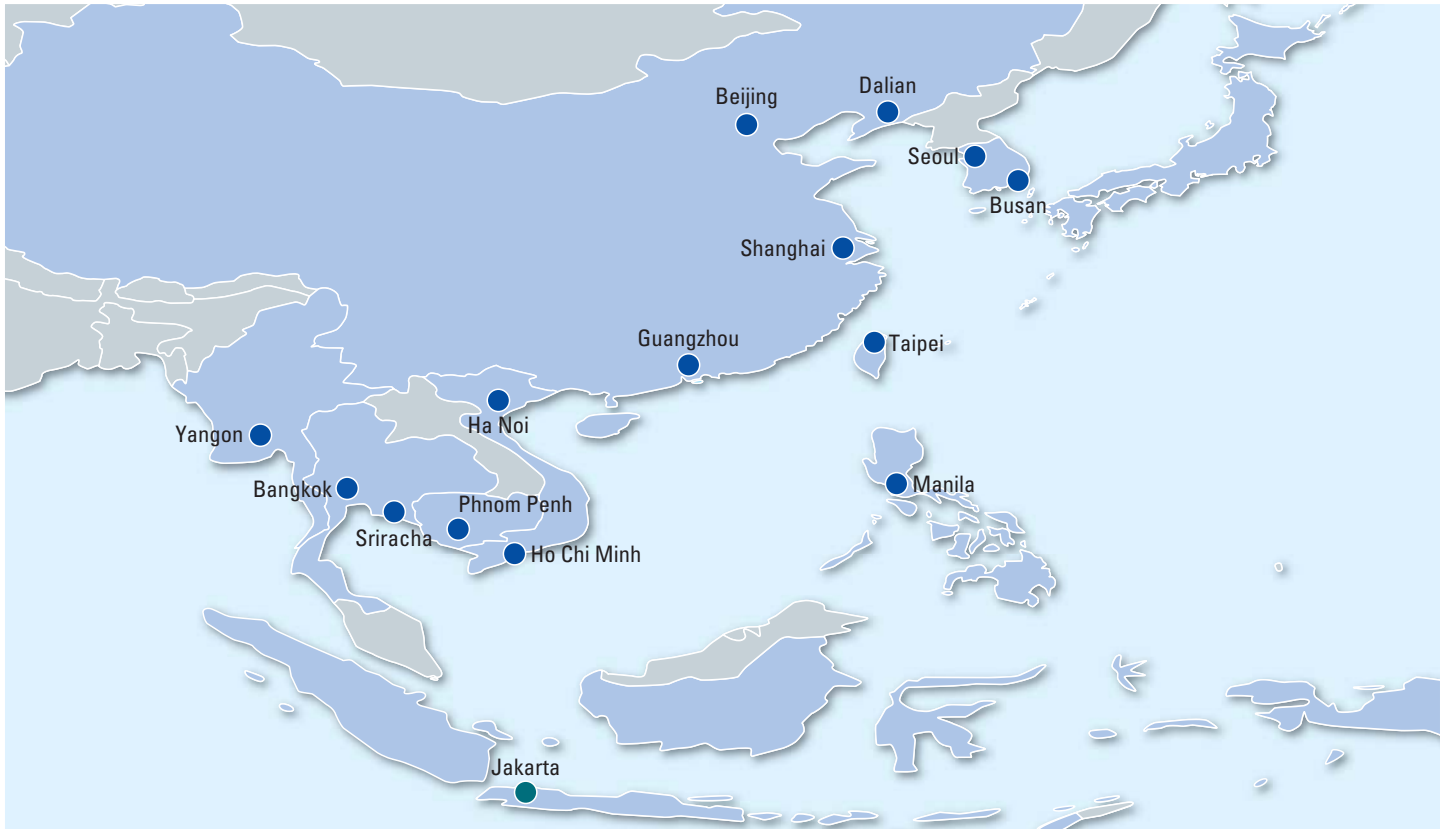 Dalian
Beijing
Seoul
Busan
Shanghai
Guangzhou
Taipei
Ha Noi
Yangon
Bangkok
Manila
Phnom Penh
Sriracha
Ho Chi Minh
Jakarta